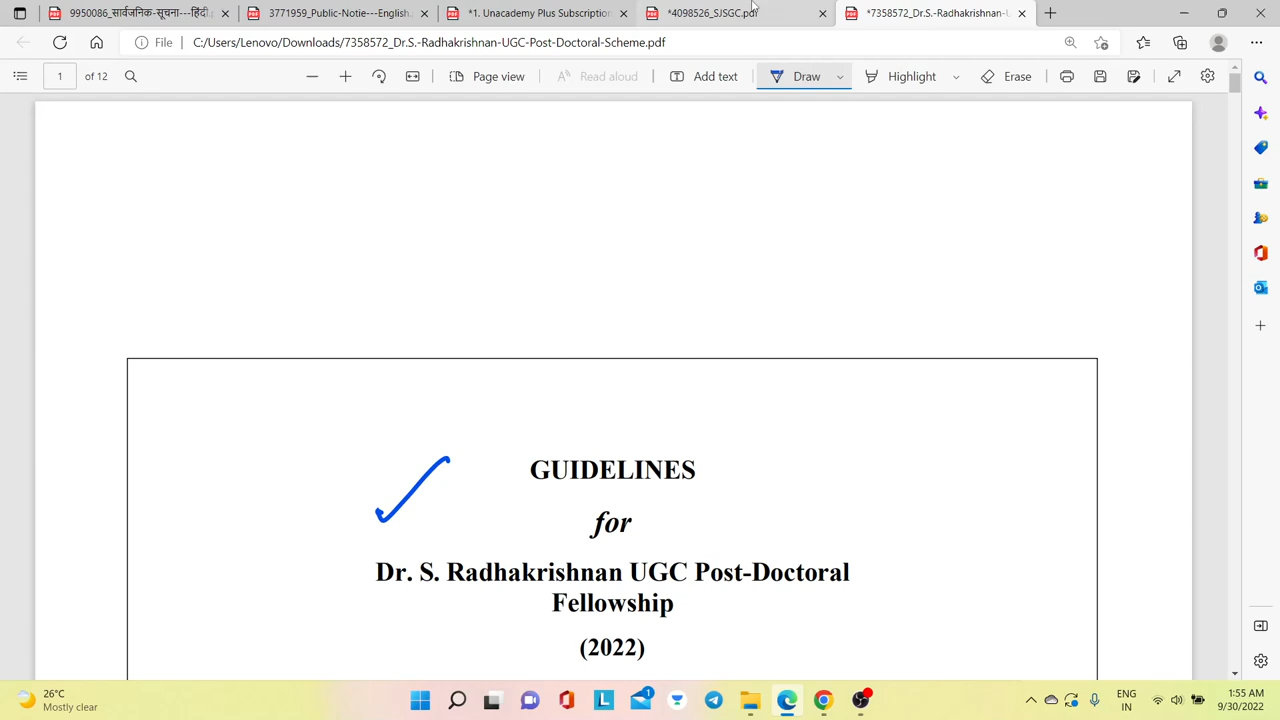 9950086_सार्वजनिक-सूचना---हिंदी.
3771959_Public-Notie---English.
*1. Unacademy Plus Subscription
*4098526_SJSGC.pdf
*7358572_Dr.S.-Radhakrishnan-U
File
C:/Users/Lenovo/Downloads/7358572_Dr.S.-Radhakrishnan-UGC-Post-Doctoral-Scheme.pdf
1 of 12
Page view
Read aloud
Add text
Draw
Highlight
Erase
GUIDELINES
for
Dr. S. Radhakrishnan UGC Post-Doctoral
Fellowship
(2022)
26°C
Mostly clear
1
ENG
IN
1:55 AM
9/30/2022